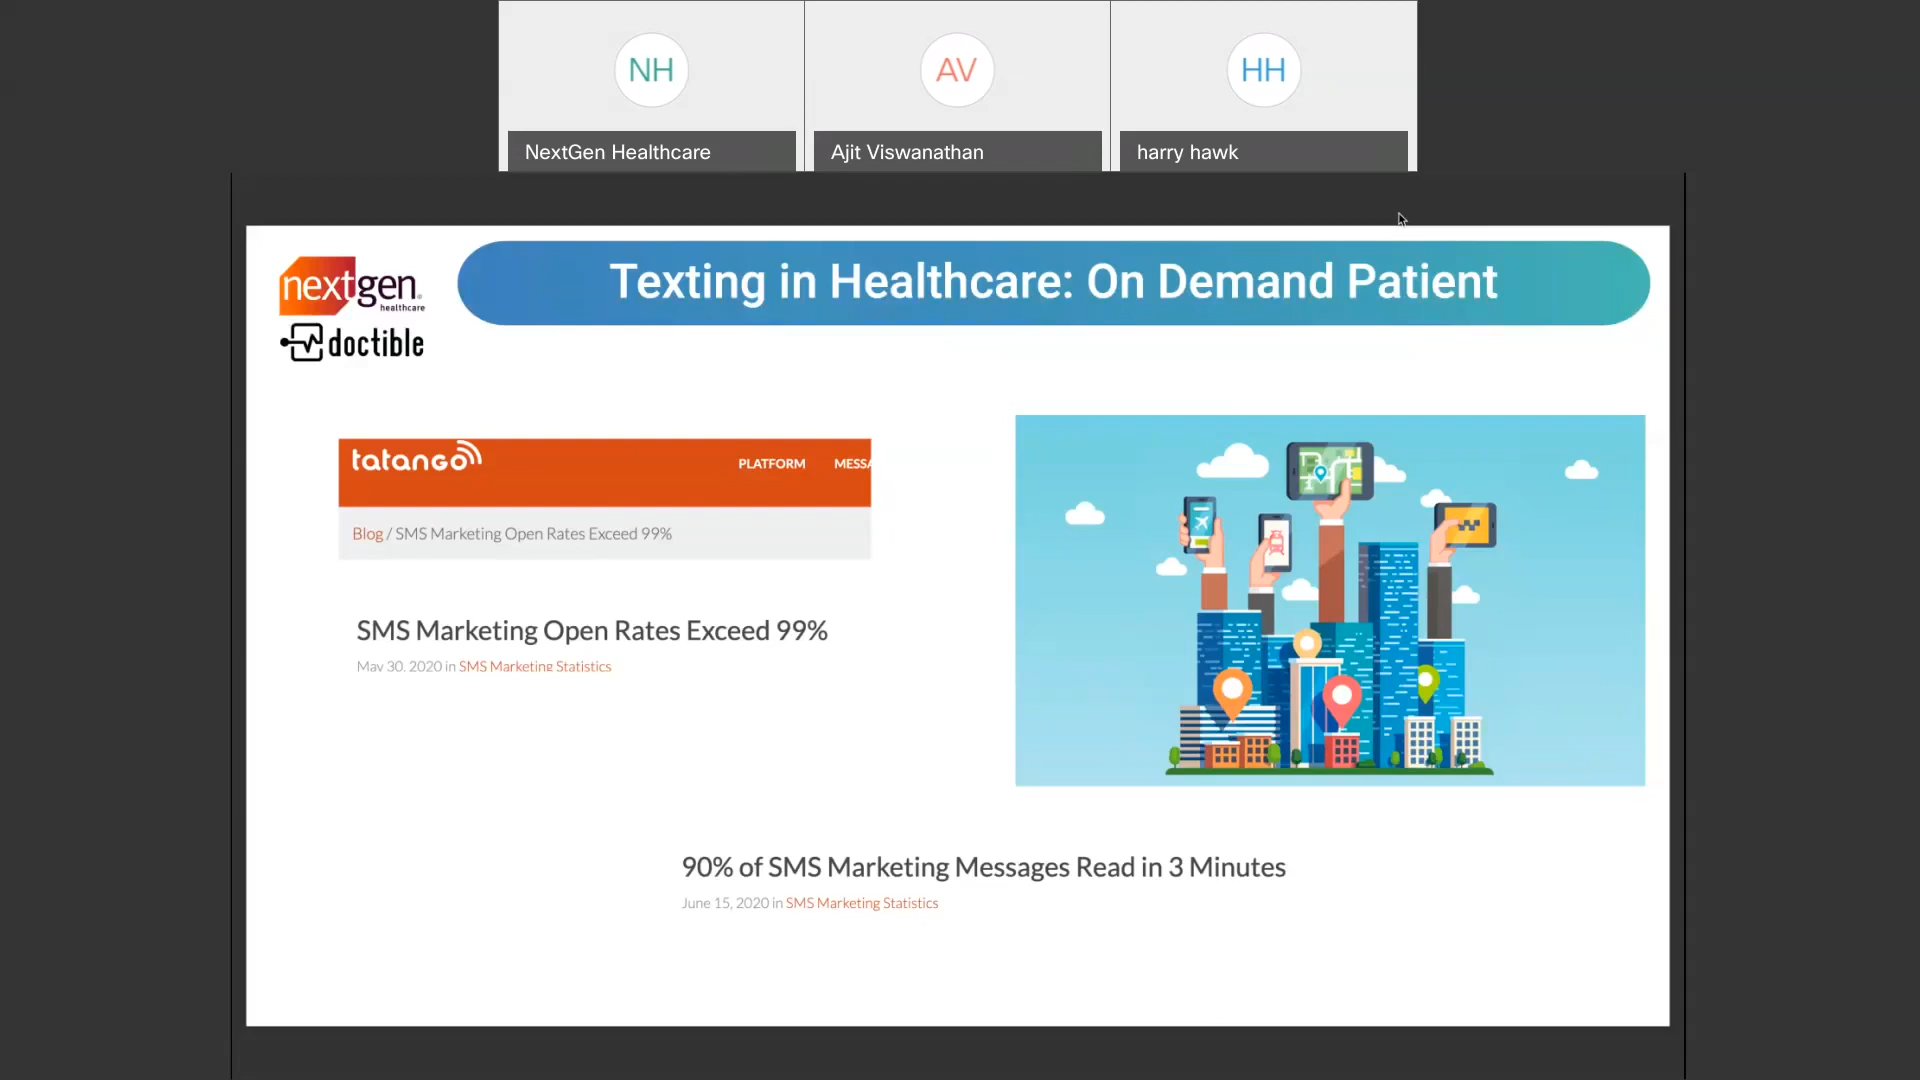 NH
AV
HH
NextGen Healthcare
Ajit Viswanathan
harry hawk
nextgen
healthcare
doctible
Texting in Healthcare: On Demand Patient
tatango
PLATFORM MESSA
Blog / SMS Marketing Open Rates Exceed 99%
SMS Marketing Open Rates Exceed 99%
May 30, 2020 in SMS Marketing Statistics
90% of SMS Marketing Messages Read in 3 Minutes
June 15, 2020 in SMS Marketing Statistics